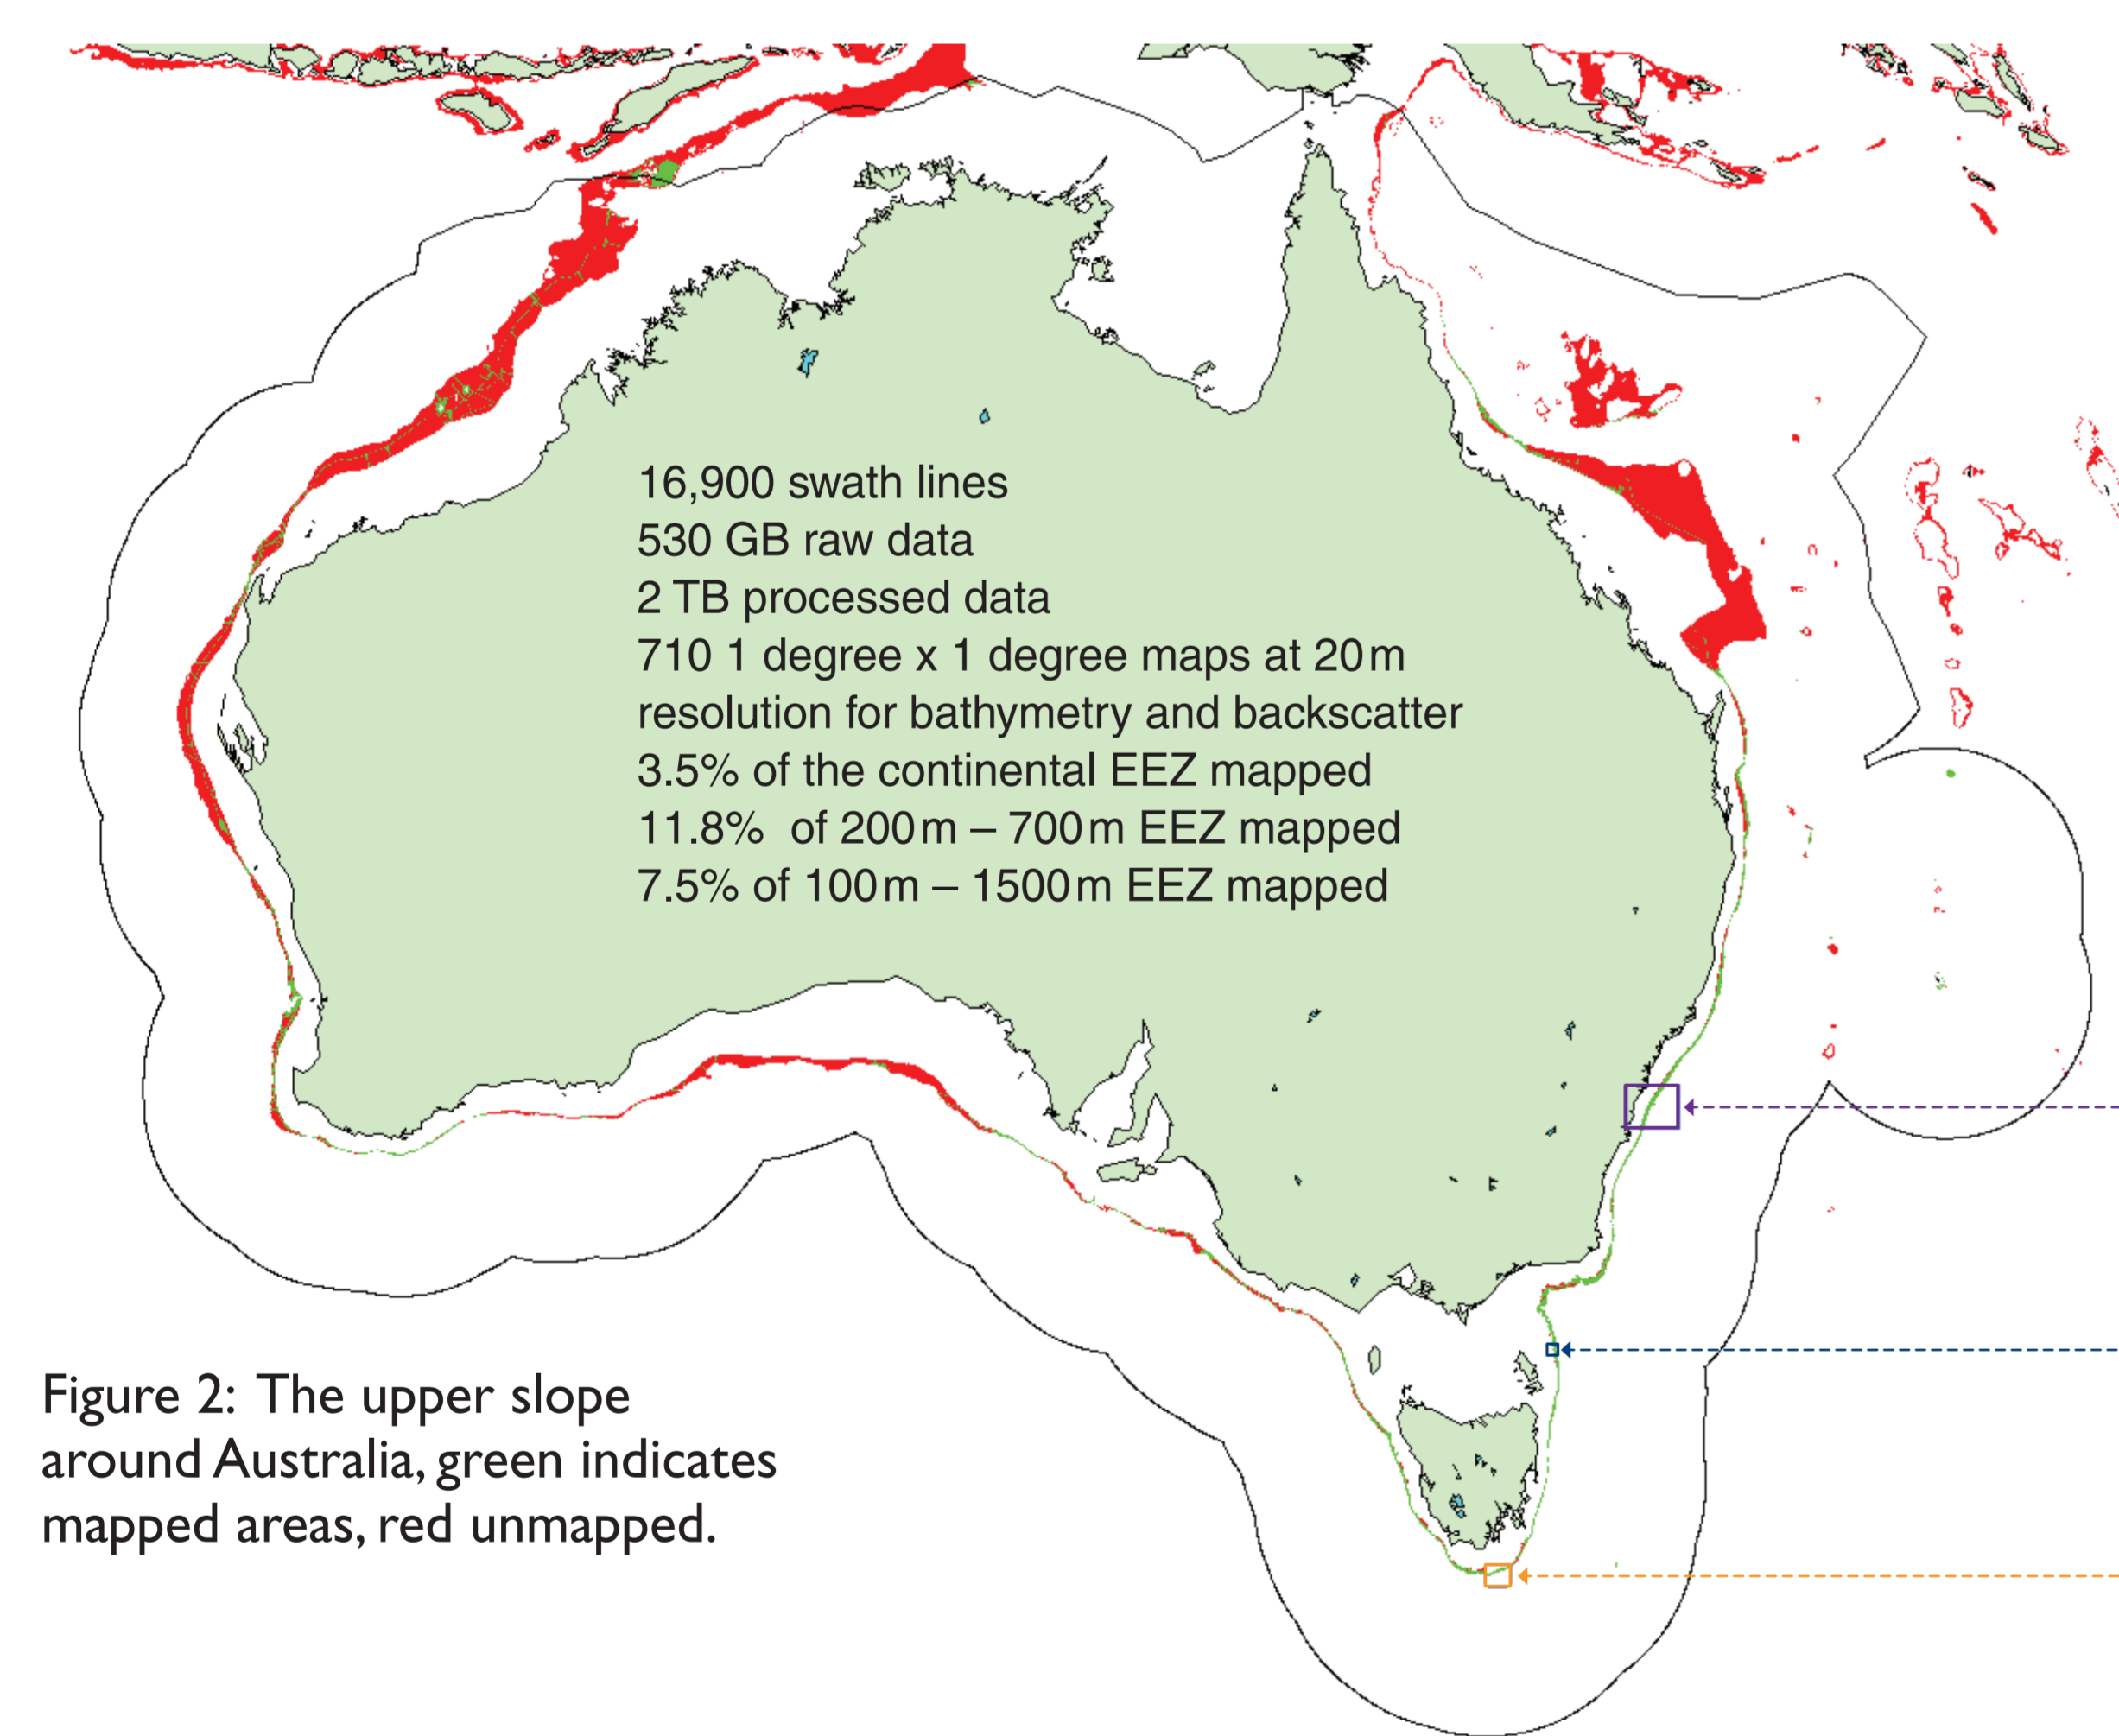 16,900 swath lines
530 GB raw data
2 TB processed data
710 1 degree x 1 degree maps at 20 m
resolution for bathymetry and backscatter
3.5% of the continental EEZ mapped
11.8% of 200 m – 700 m EEZ mapped
7.5% of 100 m – 1500 m EEZ mapped
Figure 2: The upper slope
around Australia, green indicates
mapped areas, red unmapped.